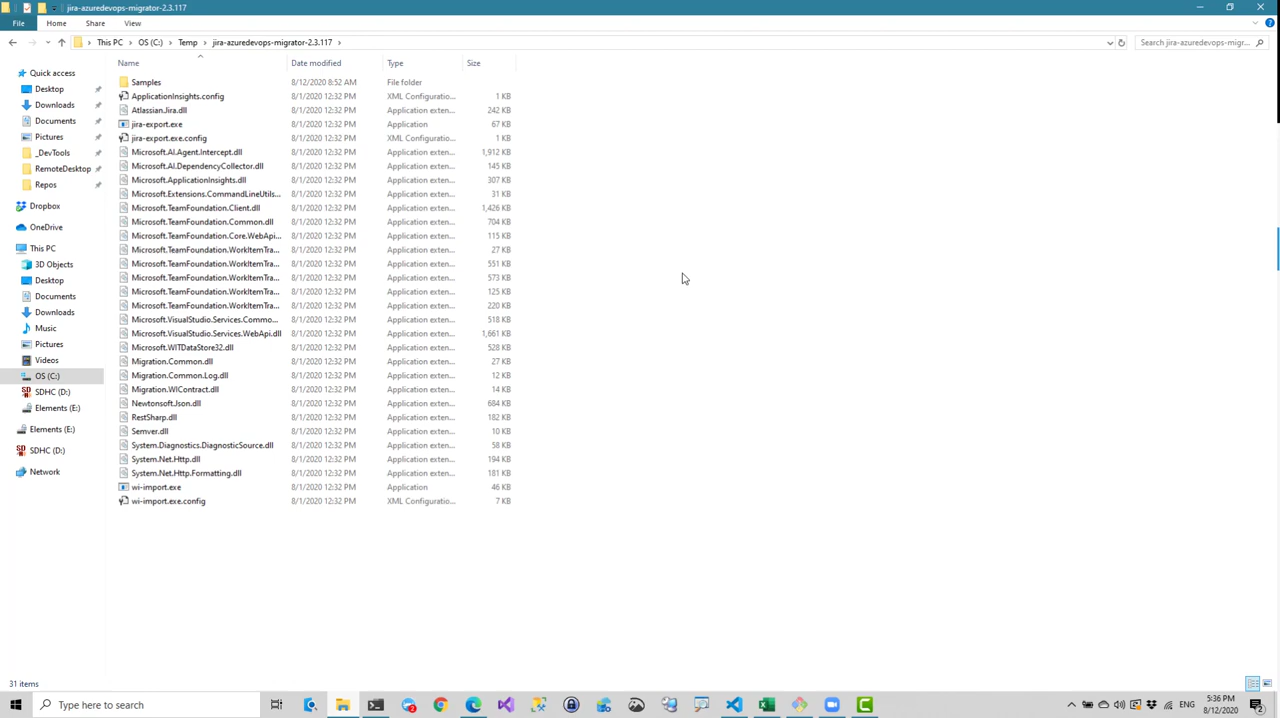 jira-azuredevops-migrator-2.3.117
File Home Share View
This PC > OS (C:) > Temp > jira-azuredevops-migrator-2.3.117 >
Search jira-azuredevops-migr...
Name Date modified Type Size
Quick access
Desktop
Downloads
Documents
Pictures
_DevTools
RemoteDesktop
Repos
Dropbox
OneDrive
This PC
3D Objects
Desktop
Documents
Downloads
Music
Pictures
Videos
OS (C:)
SDHC (D:)
Elements (E:)
Elements (E:)
SDHC (D:)
Network
Samples 8/12/2020 8:52 AM File folder
ApplicationInsights.config 8/1/2020 12:32 PM XML Configuratio... 1 KB
Atlassian.Jira.dll 8/1/2020 12:32 PM Application exten... 242 KB
jira-export.exe 8/1/2020 12:32 PM Application 67 KB
jira-export.exe.config 8/1/2020 12:32 PM XML Configuratio... 1 KB
Microsoft.AI.Agent.Intercept.dll 8/1/2020 12:32 PM Application exten... 1,912 KB
Microsoft.AI.DependencyCollector.dll 8/1/2020 12:32 PM Application exten... 145 KB
Microsoft.ApplicationInsights.dll 8/1/2020 12:32 PM Application exten... 307 KB
Microsoft.Extensions.CommandLineUtils... 8/1/2020 12:32 PM Application exten... 31 KB
Microsoft.TeamFoundation.Client.dll 8/1/2020 12:32 PM Application exten... 1,426 KB
Microsoft.TeamFoundation.Common.dll 8/1/2020 12:32 PM Application exten... 704 KB
Microsoft.TeamFoundation.Core.WebApi... 8/1/2020 12:32 PM Application exten... 115 KB
Microsoft.TeamFoundation.WorkItemTra... 8/1/2020 12:32 PM Application exten... 27 KB
Microsoft.TeamFoundation.WorkItemTra... 8/1/2020 12:32 PM Application exten... 551 KB
Microsoft.TeamFoundation.WorkItemTra... 8/1/2020 12:32 PM Application exten... 573 KB
Microsoft.TeamFoundation.WorkItemTra... 8/1/2020 12:32 PM Application exten... 125 KB
Microsoft.TeamFoundation.WorkItemTra... 8/1/2020 12:32 PM Application exten... 220 KB
Microsoft.VisualStudio.Services.Commo... 8/1/2020 12:32 PM Application exten... 518 KB
Microsoft.VisualStudio.Services.WebApi.dll 8/1/2020 12:32 PM Application exten... 1,661 KB
Microsoft.WITDataStore32.dll 8/1/2020 12:32 PM Application exten... 528 KB
Migration.Common.dll 8/1/2020 12:32 PM Application exten... 27 KB
Migration.Common.Log.dll 8/1/2020 12:32 PM Application exten... 12 KB
Migration.WIContract.dll 8/1/2020 12:32 PM Application exten... 14 KB
Newtonsoft.Json.dll 8/1/2020 12:32 PM Application exten... 684 KB
RestSharp.dll 8/1/2020 12:32 PM Application exten... 182 KB
Semver.dll 8/1/2020 12:32 PM Application exten... 10 KB
System.Diagnostics.DiagnosticSource.dll 8/1/2020 12:32 PM Application exten... 58 KB
System.Net.Http.dll 8/1/2020 12:32 PM Application exten... 194 KB
System.Net.Http.Formatting.dll 8/1/2020 12:32 PM Application exten... 181 KB
wi-import.exe 8/1/2020 12:32 PM Application 46 KB
wi-import.exe.config 8/1/2020 12:32 PM XML Configuratio... 7 KB
31 items
Type here to search
ENG
5:36 PM
8/12/2020